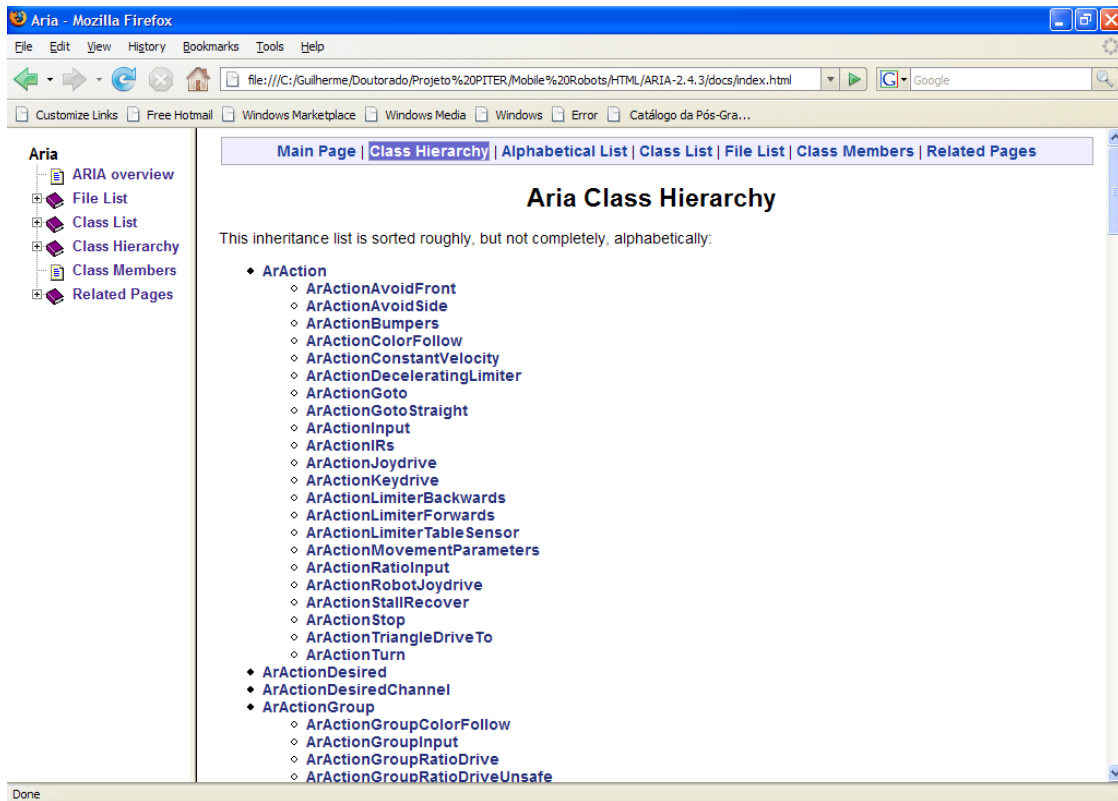 Aria - Mozilla Firefox
File Edit View History Bookmarks Tools Help
file:///C:/Guilherme/Doutorado/Projeto%20PITER/Mobile%20Robots/HTML/ARIA-2.4.3/docs/index.html
G Google
Customize Links Free Hotmail Windows Marketplace Windows Media Windows Error Catálogo da Pós-Gra...
Aria
ARIA overview
File List
Class List
Class Hierarchy
Class Members
Related Pages
Main Page | Class Hierarchy | Alphabetical List | Class List | File List | Class Members | Related Pages
Aria Class Hierarchy
This inheritance list is sorted roughly, but not completely, alphabetically:
ArAction
ArActionAvoidFront
ArActionAvoidSide
ArActionBumpers
ArActionColorFollow
ArActionConstantVelocity
ArActionDeceleratingLimiter
ArActionGoto
ArActionGotoStraight
ArActionInput
ArActionIRs
ArActionJoydrive
ArActionKeydrive
ArActionLimiterBackwards
ArActionLimiterForwards
ArActionLimiterTableSensor
ArActionMovementParameters
ArActionRatioInput
ArActionRobotJoydrive
ArActionStallRecover
ArActionStop
ArActionTriangleDriveTo
ArActionTurn
ArActionDesired
ArActionDesiredChannel
ArActionGroup
ArActionGroupColorFollow
ArActionGroupInput
ArActionGroupRatioDrive
ArActionGroupRatioDriveUnsafe
Done